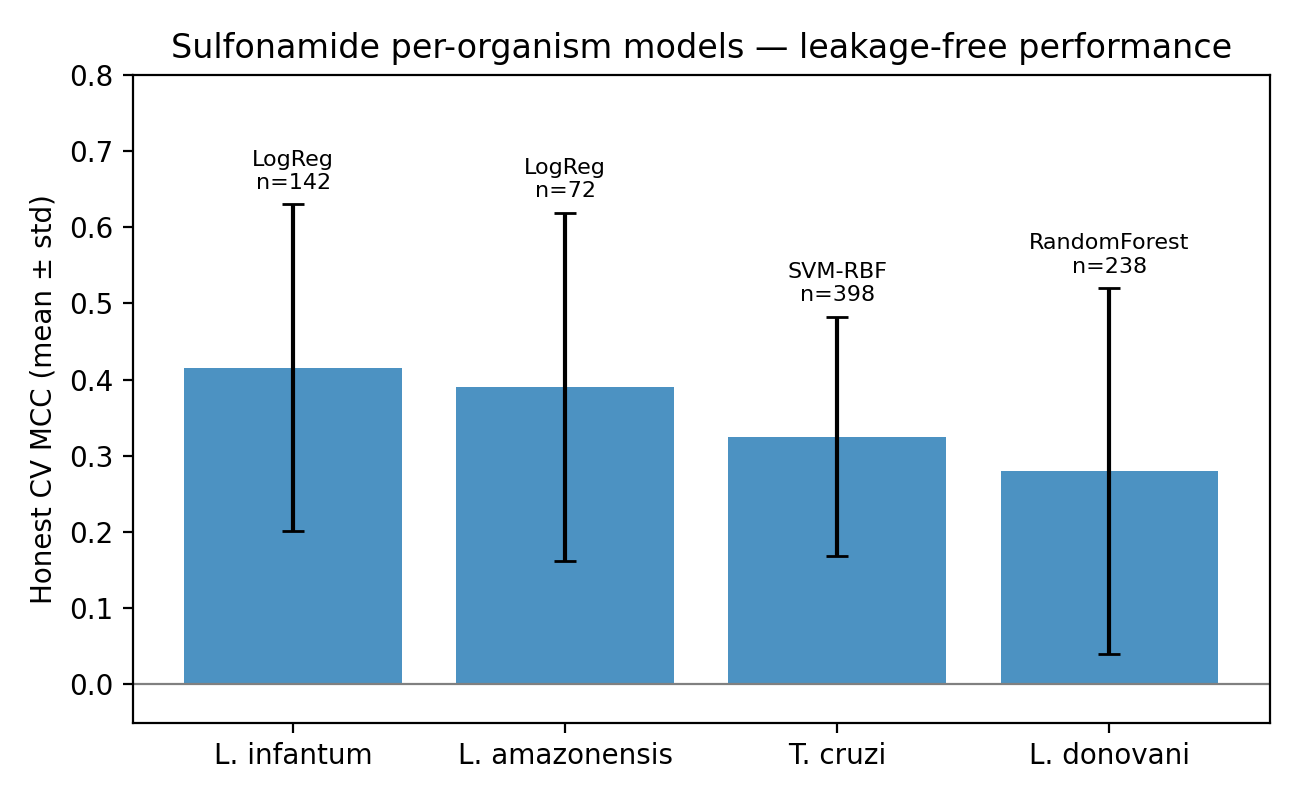 Sulfonamide per-organism models — leakage-free performance
Honest CV MCC (mean ± std)
0.8
0.7
0.6
0.5
0.4
0.3
0.2
0.1
0.0
LogReg
n=142
LogReg
n=72
SVM-RBF
n=398
RandomForest
n=238
L. infantum
L. amazonensis
T. cruzi
L. donovani